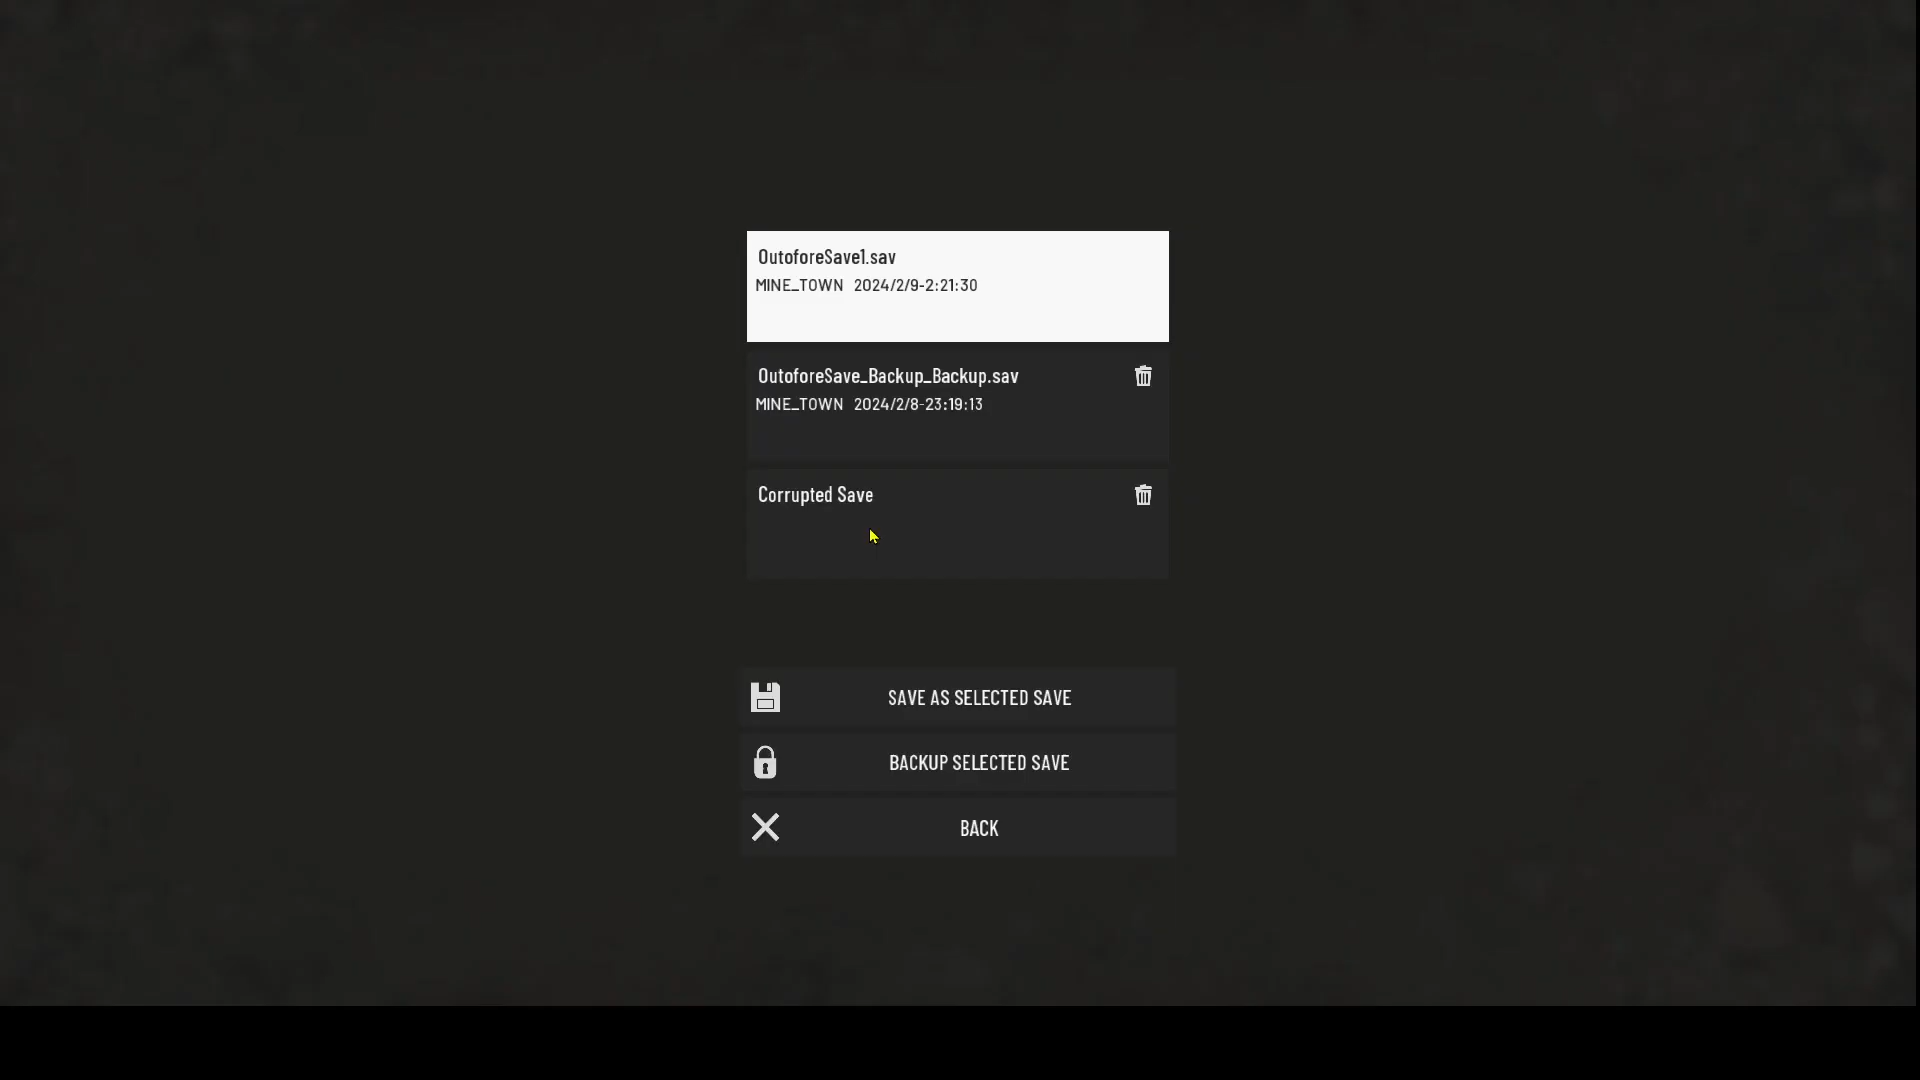 OutoforeSave1.sav
MINE_TOWN 2024/2/9-2:21:30
OutoforeSave_Backup_Backup.sav
MINE_TOWN 2024/2/8-23:19:13
Corrupted Save
SAVE AS SELECTED SAVE
BACKUP SELECTED SAVE
BACK